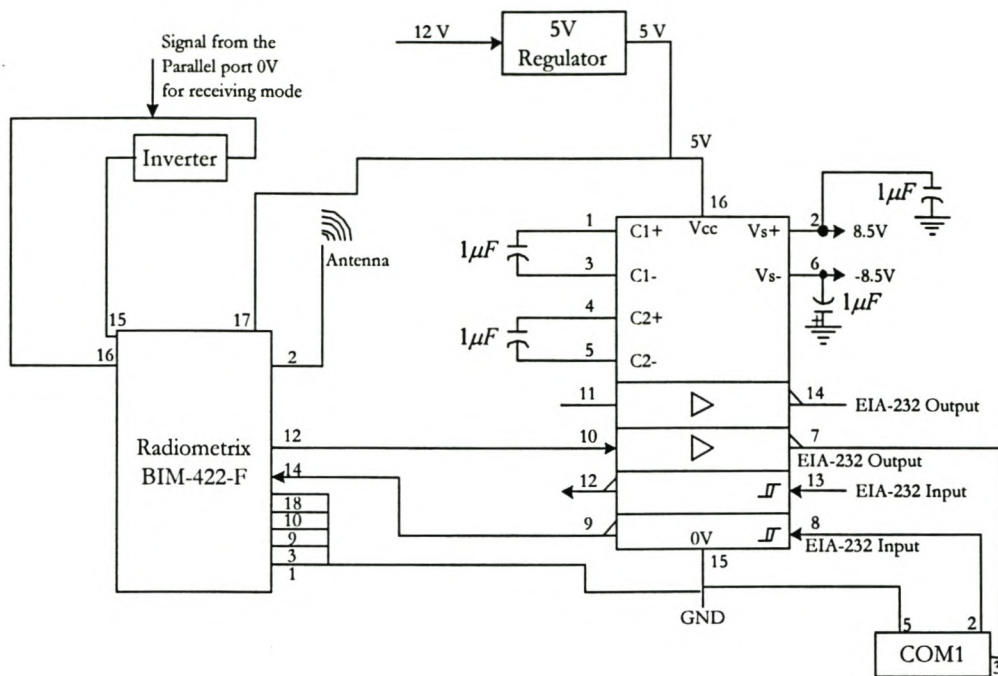 12 V
5V
Regulator
5 V
Signal from the
Parallel port 0V
for receiving mode
Inverter
5V
16
1μF
1
C1+
Vcc
Vs+
2
8.5V
1μF
Antenna
3
C1-
Vs-
6
-8.5V
4
C2+
1μF
1μF
+
15
17
5
C2-
16
2
11
14
EIA-232 Output
Radiometrix
BIM-422-F
12
10
7
EIA-232 Output
14
12
13
EIA-232 Input
18
10
9
3
1
9
0V
8
EIA-232 Input
15
GND
5
2
COM1
3